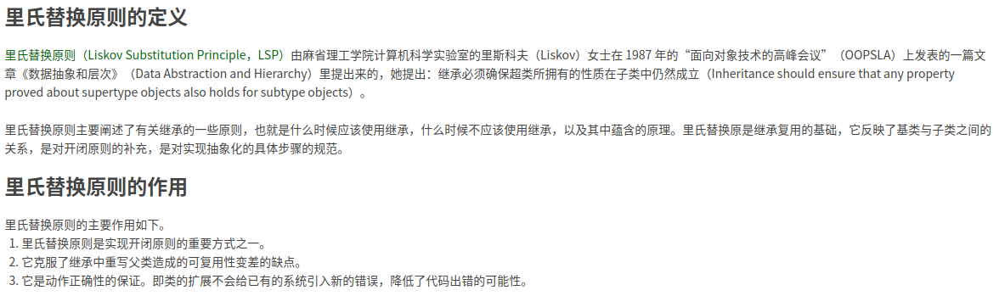 里氏替换原则的定义
里氏替换原则（Liskov Substitution Principle，LSP）由麻省理工学院计算机科学实验室的里斯科夫（Liskov）女士在 1987 年的“面向对象技术的高峰会议”（OOPSLA）上发表的一篇文
章《数据抽象和层次》（Data Abstraction and Hierarchy）里提出来的，她提出：继承必须确保超类所拥有的性质在子类中仍然成立（Inheritance should ensure that any property
proved about supertype objects also holds for subtype objects）。
里氏替换原则主要阐述了有关继承的一些原则，也就是什么时候应该使用继承，什么时候不应该使用继承，以及其中蕴含的原理。里氏替换原是继承复用的基础，它反映了基类与子类之间的
关系，是对开闭原则的补充，是对实现抽象化的具体步骤的规范。
里氏替换原则的作用
里氏替换原则的主要作用如下。
1. 里氏替换原则是实现开闭原则的重要方式之一。
2. 它克服了继承中重写父类造成的可复用性变差的缺点。
3. 它是动作正确性的保证。即类的扩展不会给已有的系统引入新的错误，降低了代码出错的可能性。